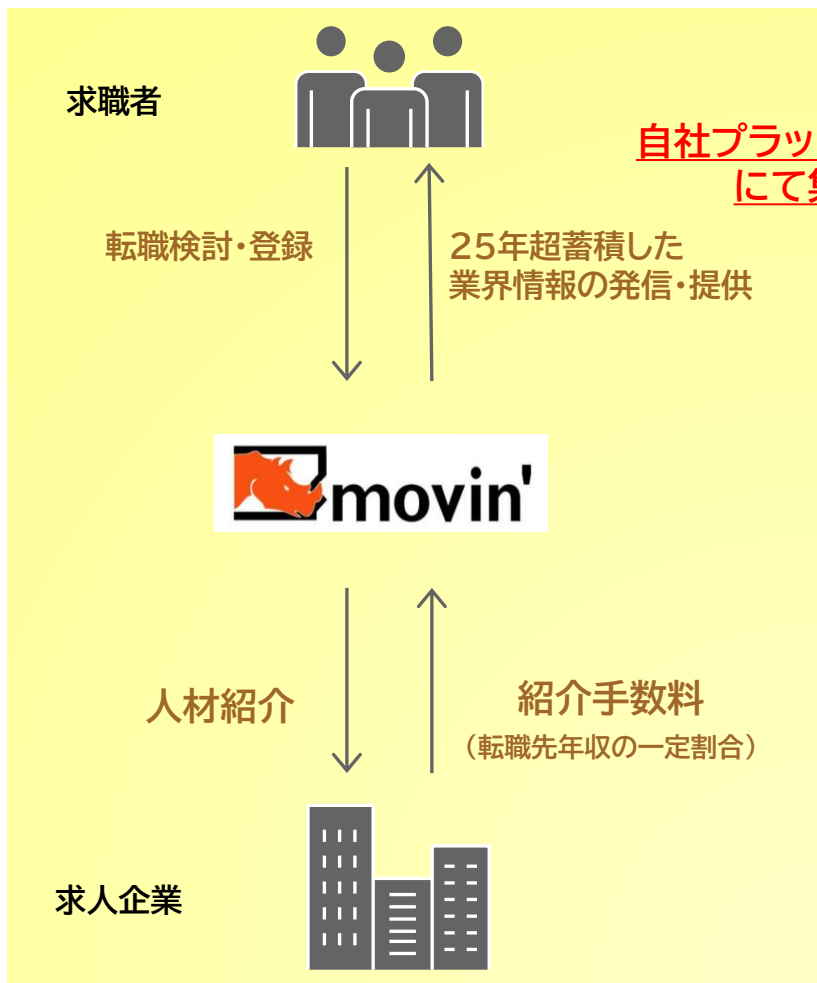 求職者
自社プラッ
にて
転職検討・登録
25年超蓄積した
業界情報の発信・提供
movin'
人材紹介
紹介手数料
（転職先年収の一定割合）
求人企業